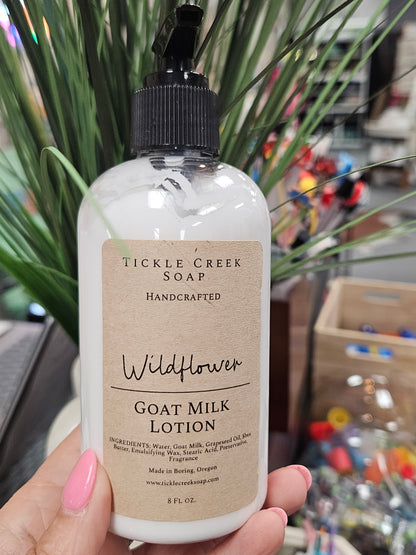 TICKLE CREEK
SOAP
HANDCRAFTED
Wildflower
GOAT MILK
LOTION
INGREDIENTS: Water, Goat Milk, Grapeseed Oil, Shea
Butter, Emulsifying Wax, Stearic Acid, Preservative,
Fragrance
Made in Boring, Oregon
www.ticklecreeksoap.com
8 FL OZ.